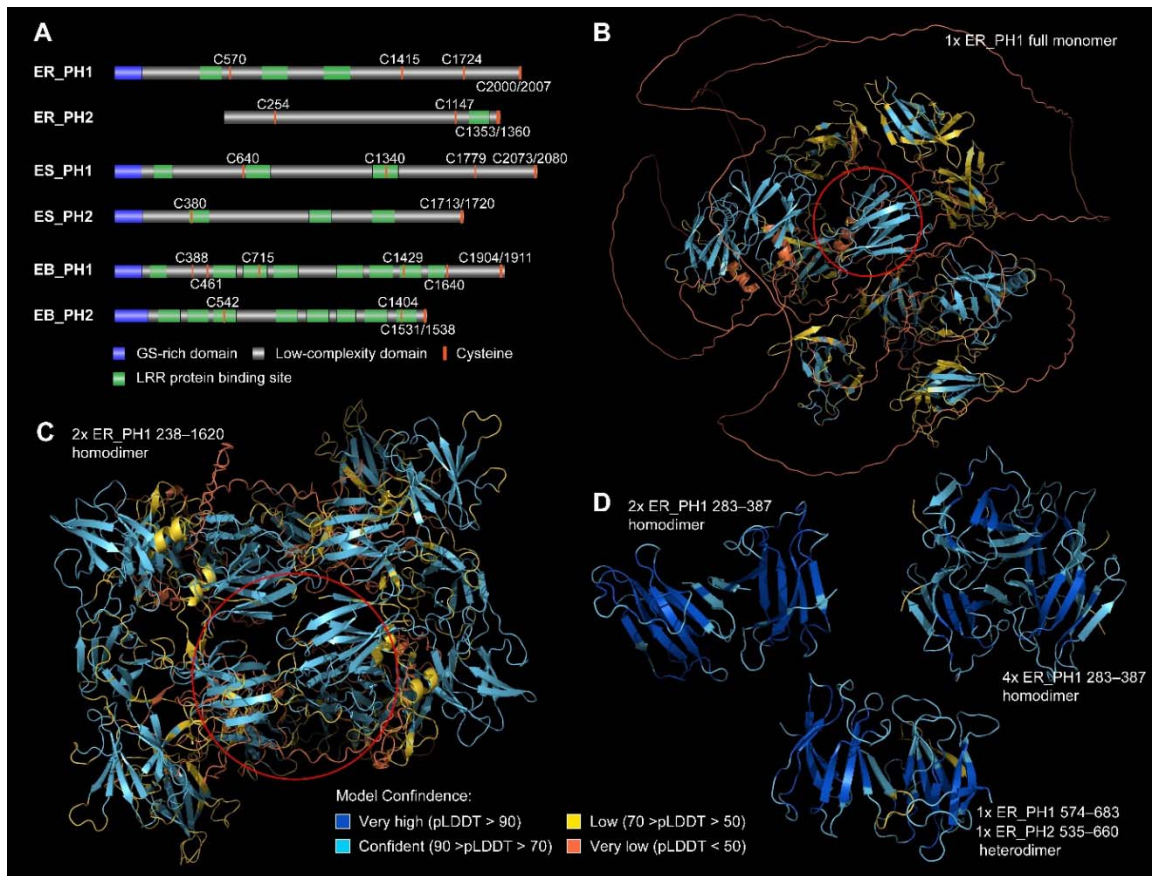 A
ER_PH1
C570
C1415
C1724
C2000/2007
ER_PH2
C254
C1147
C1353/1360
ES_PH1
C640
C1340
C1779
C2073/2080
ES_PH2
C380
C1713/1720
EB_PH1
C388
C461
C715
C1429
C1640
C1904/1911
EB_PH2
C542
C1404
C1531/1538
GS-rich domain
Low-complexity domain
Cysteine
LRR protein binding site
B
1x ER_PH1 full monomer
C
2x ER_PH1 238–1620
homodimer
D
2x ER_PH1 283–387
homodimer
4x ER_PH1 283–387
homodimer
1x ER_PH1 574–683
1x ER_PH2 535–660
heterodimer
Model Confindence:
Very high (pLDDT > 90)
Confident (90 >pLDDT > 70)
Low (70 >pLDDT > 50)
Very low (pLDDT < 50)